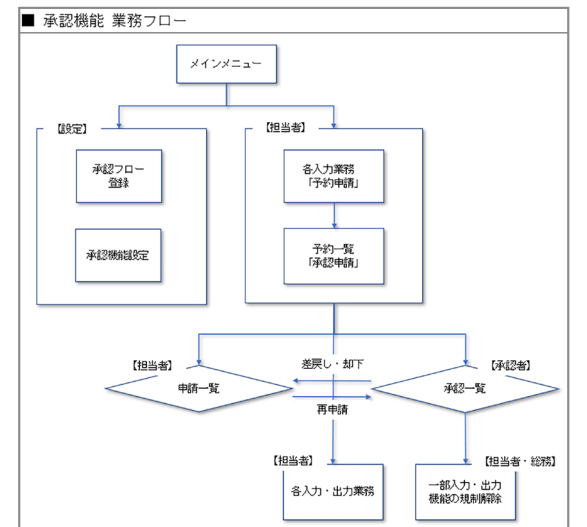 ■ 承認機能 業務フロー
メインメニュー
【設定】
【担当者】
承認フロー
登録
各入力業務
「予約申請」
承認機能設定
予約一覧
「承認申請」
【担当者】
差戻し・却下
【承認者】
申請一覧
承認一覧
再申請
【担当者】
【担当者・総務】
各入力・出力業務
一部入力・出力
機能の規制解除